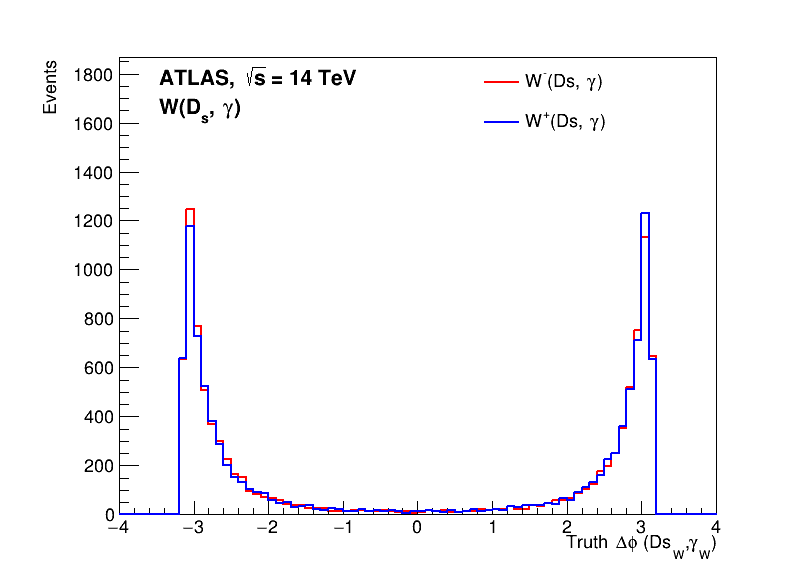 ATLAS, √s = 14 TeV
W(Ds, γ)
W-(Ds, γ)
W+(Ds, γ)
Events
1800
1600
1400
1200
1000
800
600
400
200
0
−4 −3 −2 −1 0 1 2 3 4
Truth Δϕ (DsW,γW)